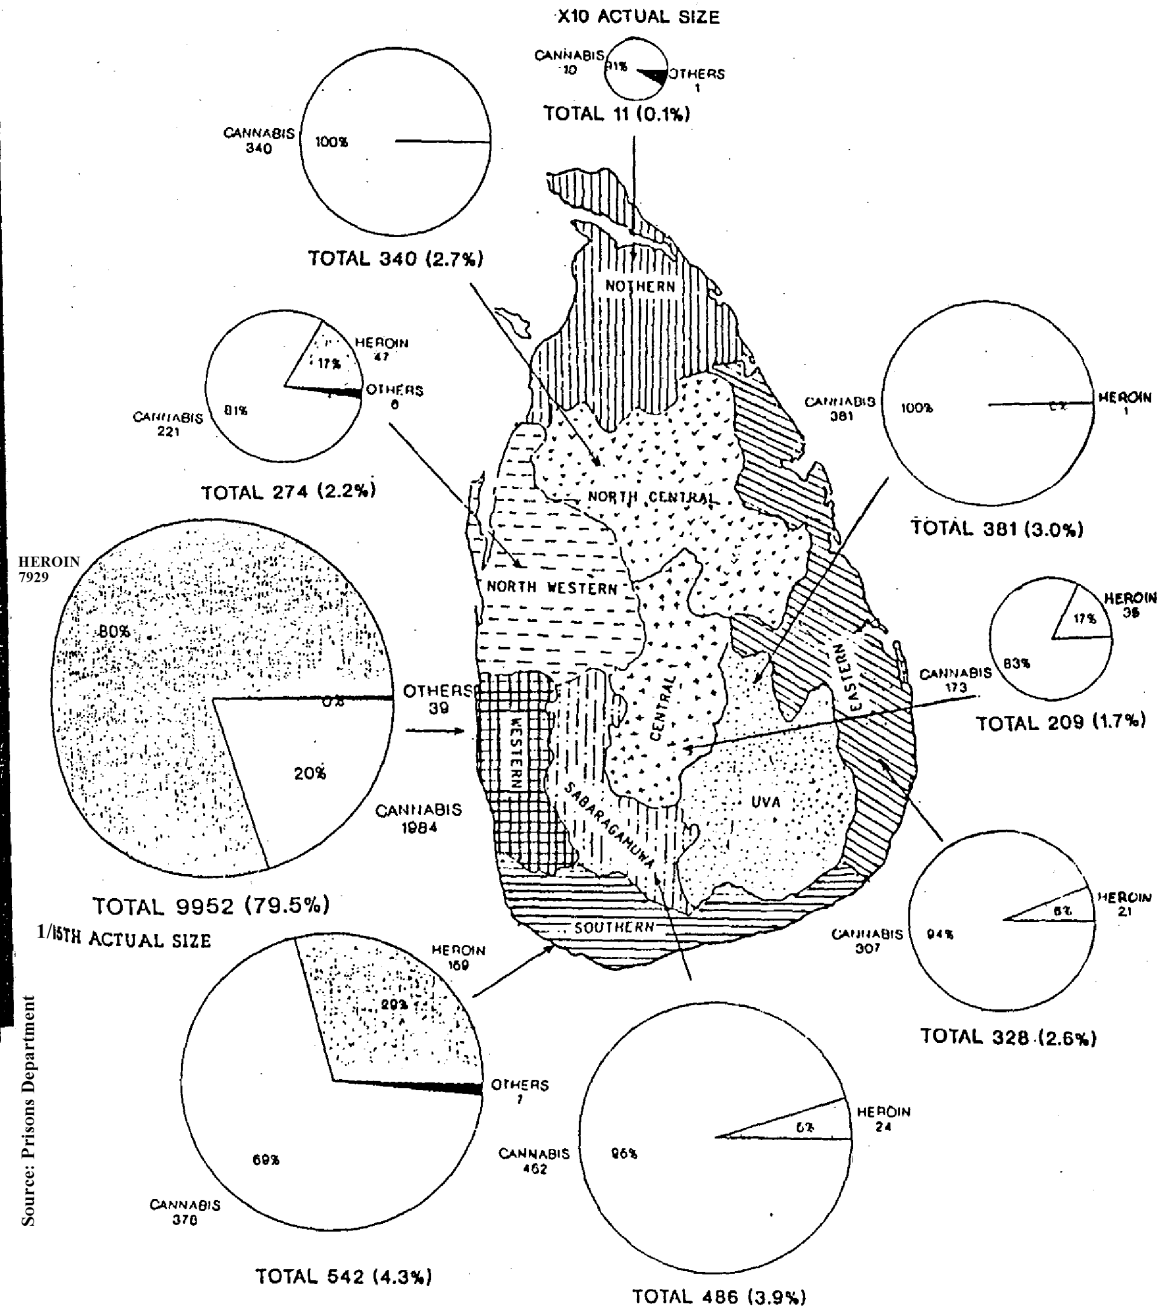 X10 ACTUAL SIZE
CANNABIS
10
91%
OTHERS
1
TOTAL 11 (0.1%)
CANNABIS
340
100%
TOTAL 340 (2.7%)
NOTHERN
HEROIN
47
17%
OTHERS
6
CANNABIS
221
81%
TOTAL 274 (2.2%)
CANNABIS
381
100%
HEROIN
1
TOTAL 381 (3.0%)
NORTH CENTRAL
HEROIN
7929
80%
NORTH WESTERN
HEROIN
17%
CANNABIS
173
83%
TOTAL 209 (1.7%)
EASTERN
OTHERS
39
0%
20%
CANNABIS
1984
TOTAL 9952 (79.5%)
1/15TH ACTUAL SIZE
WESTERN
CENTRAL
SABARAGAMUWA
UVA
SOUTHERN
HEROIN
21
6%
CANNABIS
307
94%
TOTAL 328 (2.6%)
HEROIN
169
29%
OTHERS
7
69%
CANNABIS
376
TOTAL 542 (4.3%)
HEROIN
24
5%
CANNABIS
462
TOTAL 486 (3.9%)
Source: Prisons Department